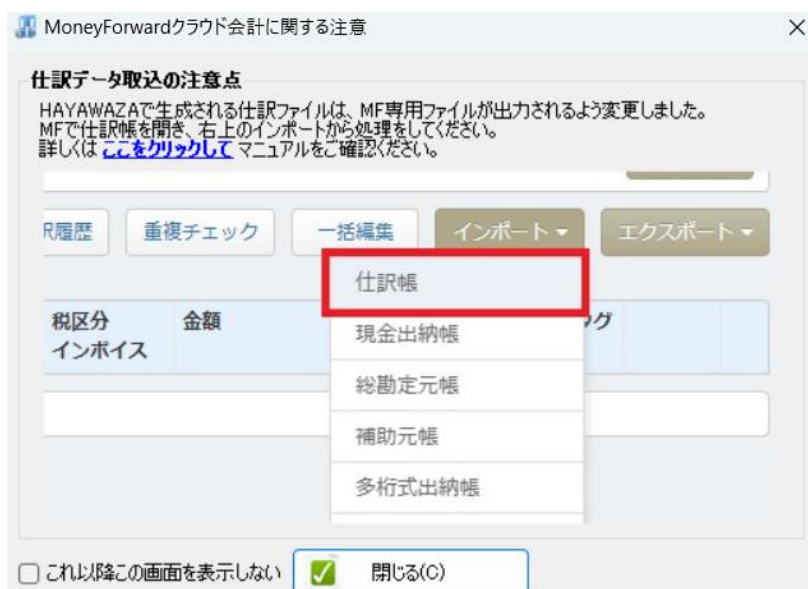 MoneyForwardクラウド会計に関する注意
仕訳データ取込の注意点
HAYAWAZAで生成される仕訳ファイルは、MF専用ファイルが出力されるよう変更しました。
MFで仕訳帳を開き、右上のインポートから処理をしてください。
詳しくは ここをクリックして マニュアルをご確認ください。
R履歴 重複チェック 一括編集 インポート エクスポート
仕訳帳
税区分 金額
インボイス
現金出納帳
総勘定元帳
補助元帳
多桁式出納帳
これ以降この画面を表示しない 閉じる(C)